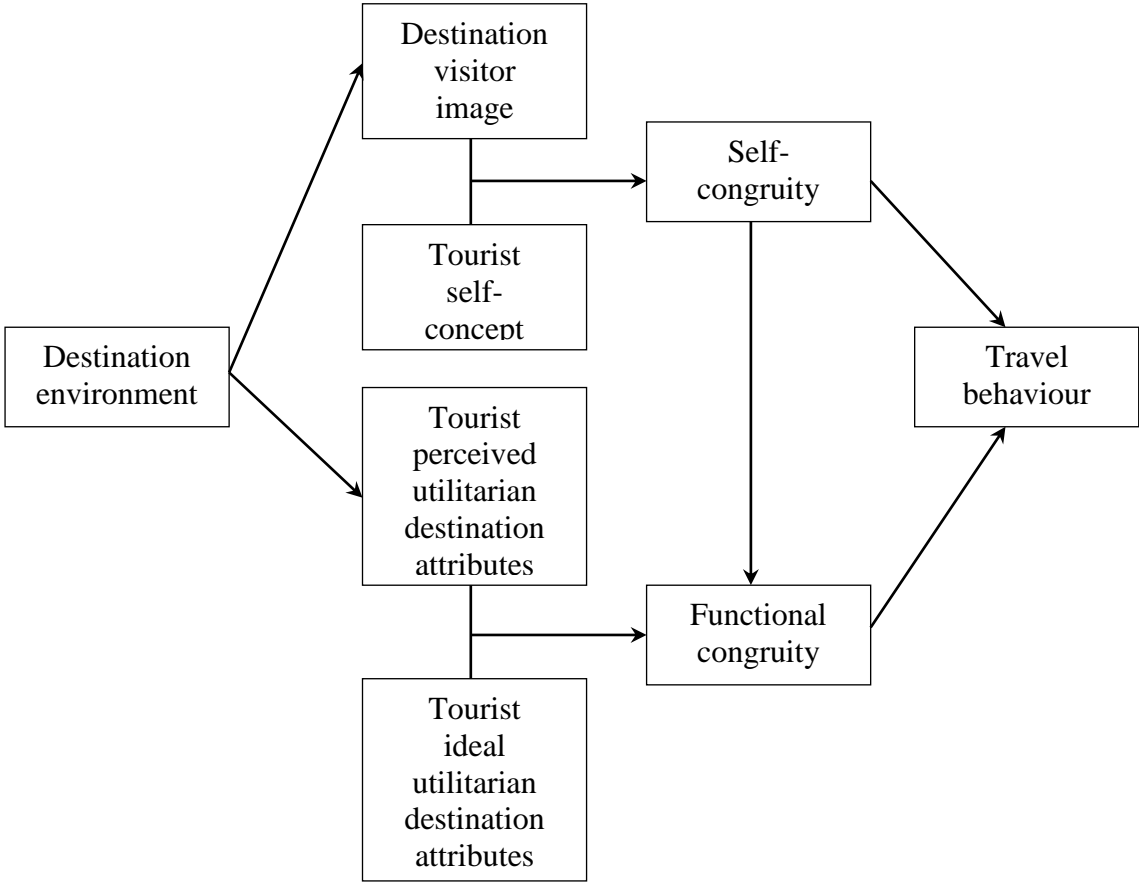 Destination
visitor
image
Self-
congruity
Tourist
self-
concept
Destination
environment
Travel
behaviour
Tourist
perceived
utilitarian
destination
attributes
Functional
congruity
Tourist
ideal
utilitarian
destination
attributes